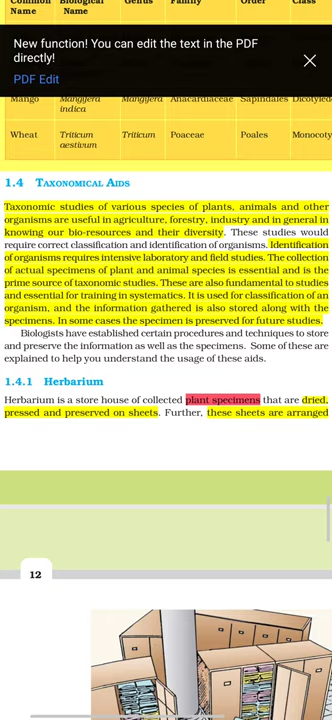 Common Biological Genus Family Order Class
Name Name
New function! You can edit the text in the PDF
directly!
PDF Edit
Mango Mangifera Mangifera Anacardiaceae Sapindales Dicotyled
indica
Wheat Triticum Triticum Poaceae Poales Monocoty
aestivum
1.4 TAXONOMICAL AIDS
Taxonomic studies of various species of plants, animals and other
organisms are useful in agriculture, forestry, industry and in general in
knowing our bio-resources and their diversity. These studies would
require correct classification and identification of organisms. Identification
of organisms requires intensive laboratory and field studies. The collection
of actual specimens of plant and animal species is essential and is the
prime source of taxonomic studies. These are also fundamental to studies
and essential for training in systematics. It is used for classification of an
organism, and the information gathered is also stored along with the
specimens. In some cases the specimen is preserved for future studies.
Biologists have established certain procedures and techniques to store
and preserve the information as well as the specimens. Some of these are
explained to help you understand the usage of these aids.
1.4.1 Herbarium
Herbarium is a store house of collected plant specimens that are dried,
pressed and preserved on sheets. Further, these sheets are arranged
12